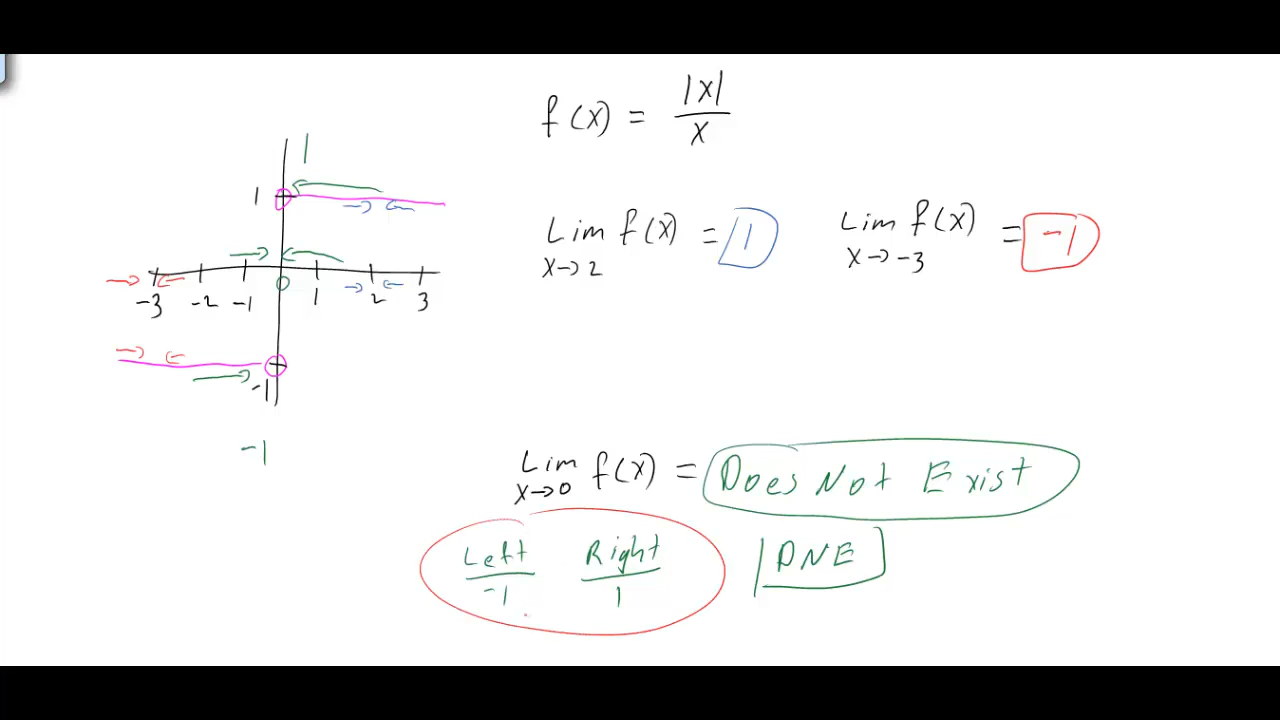 f(x) = |x|/x
1
1
Lim f(x) = 1
x→2
Lim f(x) = -1
x→-3
-3 -2 -1 0 1 2 3
-1
-1
Lim f(x) = Does Not Exist
x→0
Left Right DNE
-1 1